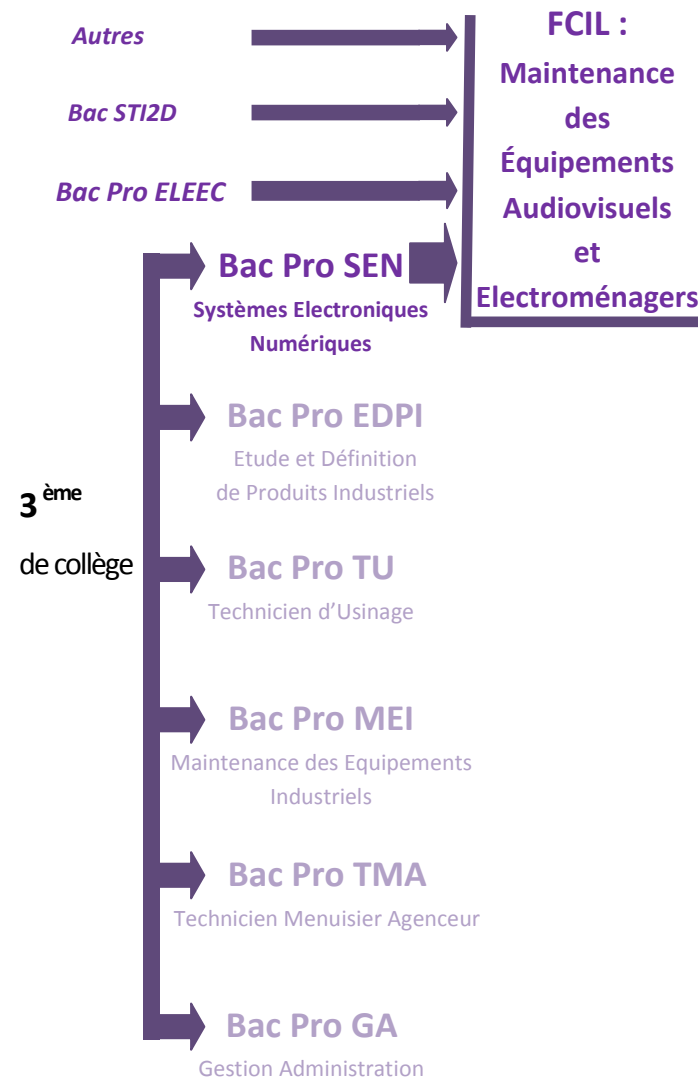 Autres
Bac STI2D
Bac Pro ELEEC
FCIL :
Maintenance
des
Équipements
Audiovisuels
et
Electroménagers
Bac Pro SEN
Systèmes Electroniques
Numériques
Bac Pro EDPI
Etude et Définition
de Produits Industriels
3 ème
de collège
Bac Pro TU
Technicien d’Usinage
Bac Pro MEI
Maintenance des Equipements
Industriels
Bac Pro TMA
Technicien Menuisier Agenceur
Bac Pro GA
Gestion Administration